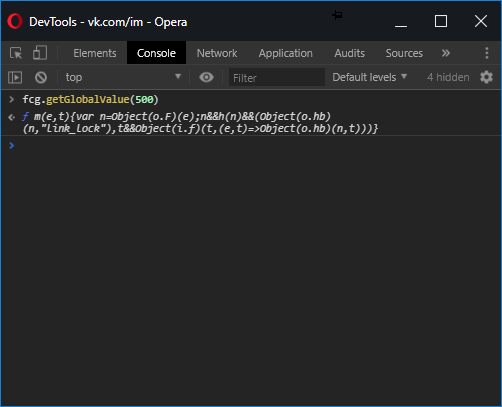 DevTools - vk.com/im - Opera
Elements Console Network Application Audits Sources »
top Filter Default levels 4 hidden
fcg.getGlobalValue(500)
ƒ m(e,t){var n=Object(o.F)(e);n&&h(n)&&(Object(o.hb)
(n,"link_lock"),t&&Object(i.f)(t,(e,t)=>Object(o.hb)(n,t)))}